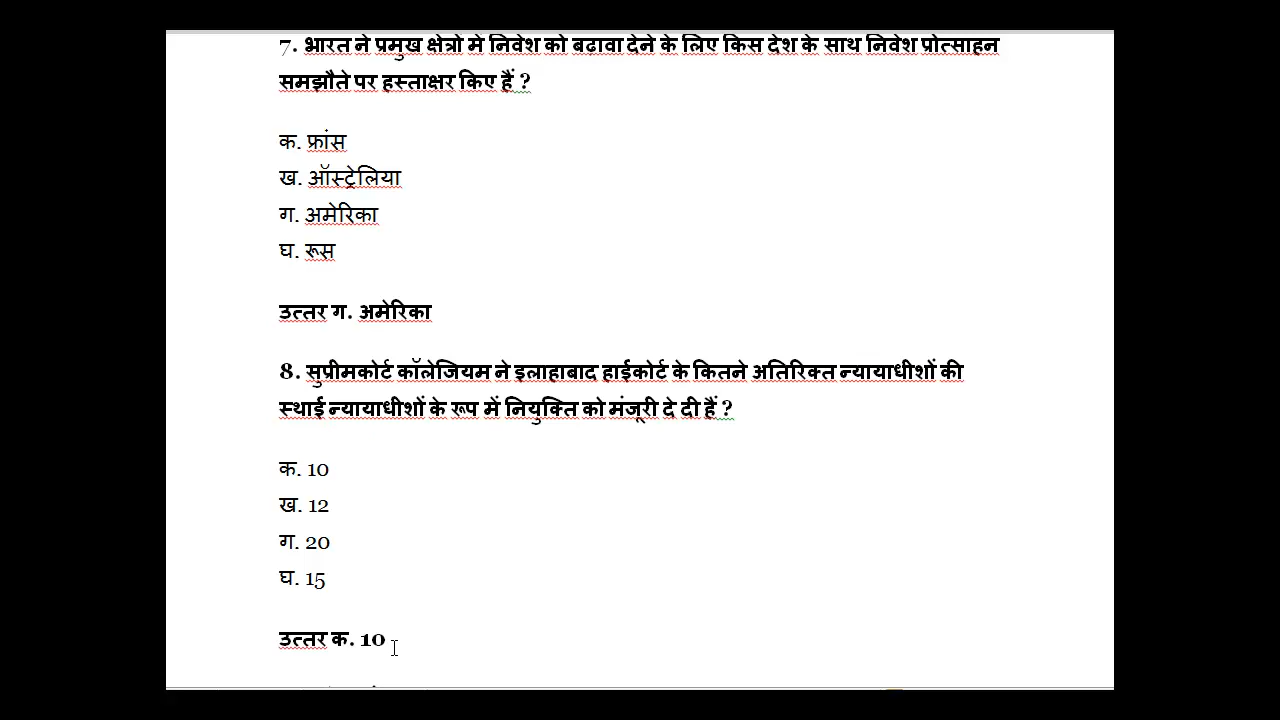 7. भारत ने प्रमुख क्षेत्रो मे निवेश को बढ़ावा देने के लिए किस देश के साथ निवेश प्रोत्साहन
समझौते पर हस्ताक्षर किए हैं ?
क. फ्रांस
ख. ऑस्ट्रेलिया
ग. अमेरिका
घ. रूस
उत्तर ग. अमेरिका
8. सुप्रीमकोर्ट कॉलेजियम ने इलाहाबाद हाईकोर्ट के कितने अतिरिक्त न्यायाधीशों की
स्थाई न्यायाधीशों के रूप में नियुक्ति को मंजूरी दे दी हैं ?
क. 10
ख. 12
ग. 20
घ. 15
उत्तर क. 10